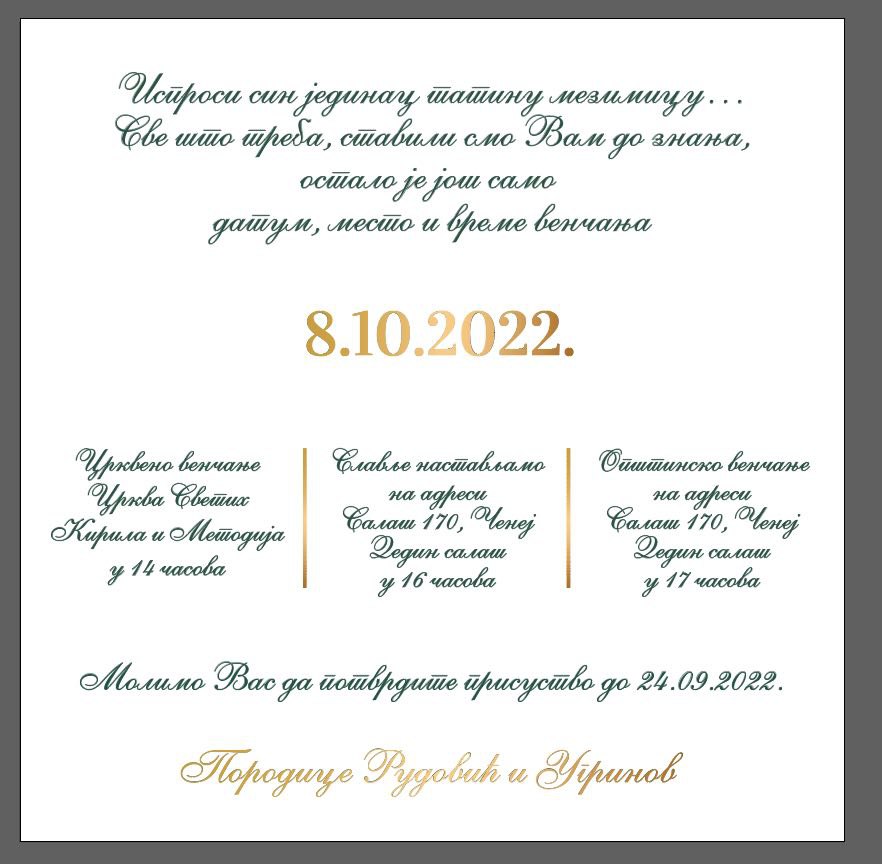 Испроси син јединац татину мезимицу...
Све што треба, ставили смо Вам до знања,
остало је још само
датум, место и време венчања
8.10.2022.
Црквено венчање
Црква Светих
Кирила и Методија
у 14 часова
Славље настављамо
на адреси
Салаш 170, Ченеј
Дедин салаш
у 16 часова
Општинско венчање
на адреси
Салаш 170, Ченеј
Дедин салаш
у 17 часова
Молимо Вас да потврдите присуство до 24.09.2022.
Породице Рудовић и Угринов